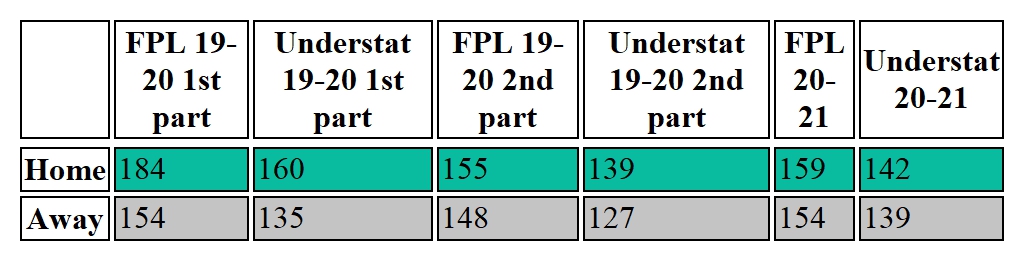 FPL 19-20 1st part Understat 19-20 1st part FPL 19-20 2nd part Understat 19-20 2nd part FPL 20-21 Understat 20-21
Home 184 160 155 139 159 142
Away 154 135 148 127 154 139